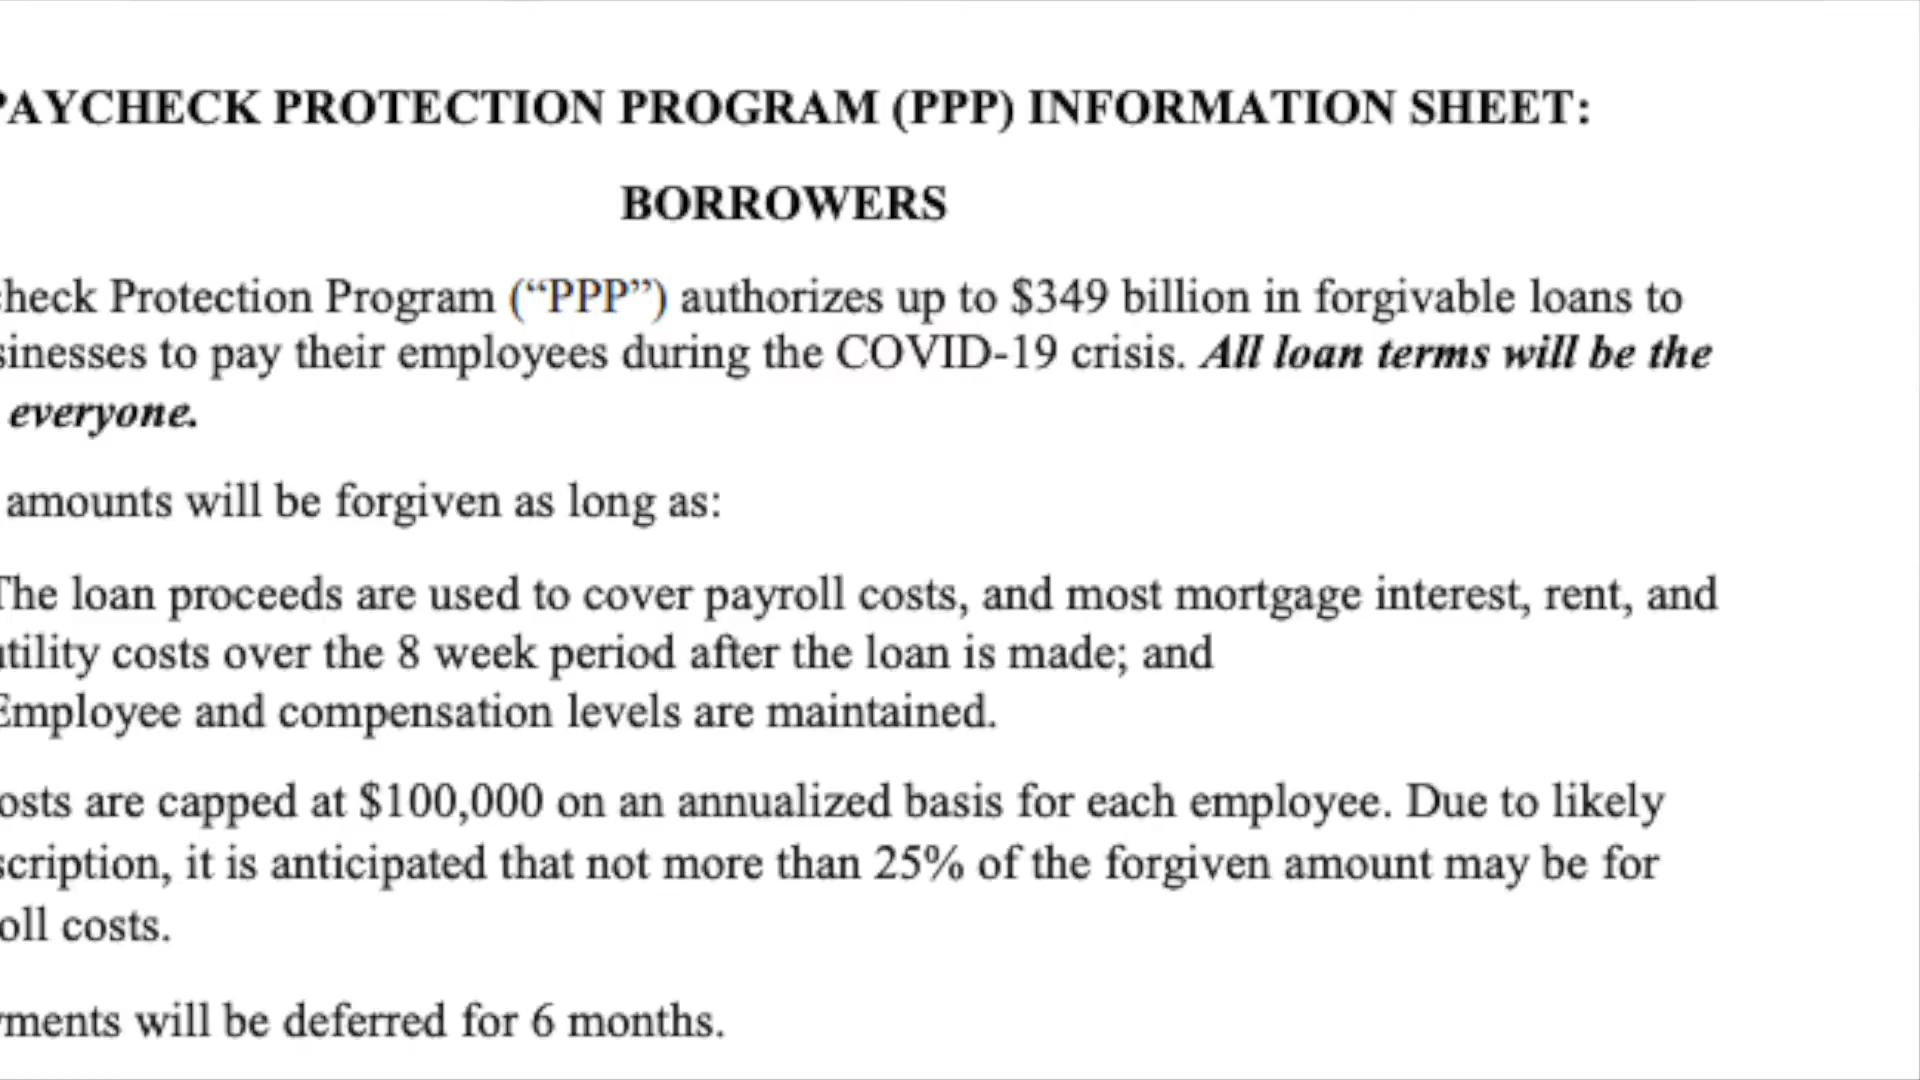 PAYCHECK PROTECTION PROGRAM (PPP) INFORMATION SHEET:
BORROWERS
check Protection Program (“PPP”) authorizes up to $349 billion in forgivable loans to
sinesses to pay their employees during the COVID-19 crisis. All loan terms will be the
everyone.
amounts will be forgiven as long as:
The loan proceeds are used to cover payroll costs, and most mortgage interest, rent, and
utility costs over the 8 week period after the loan is made; and
Employee and compensation levels are maintained.
osts are capped at $100,000 on an annualized basis for each employee. Due to likely
scription, it is anticipated that not more than 25% of the forgiven amount may be for
oll costs.
yments will be deferred for 6 months.